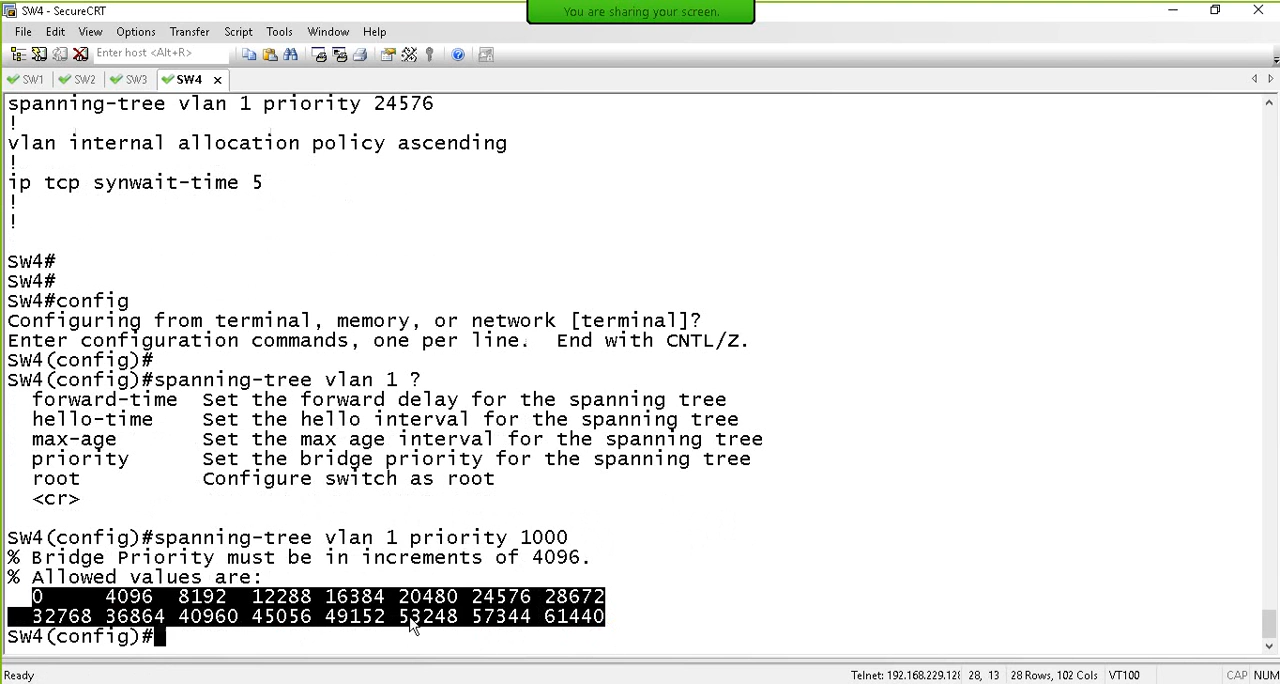 You are sharing your screen.
SW4 - SecureCRT
File Edit View Options Transfer Script Tools Window Help
Enter host <Alt+R>
SW1 SW2 SW3 SW4
spanning-tree vlan 1 priority 24576
!
vlan internal allocation policy ascending
!
ip tcp synwait-time 5
!
!
SW4#
SW4#
SW4#config
Configuring from terminal, memory, or network [terminal]?
Enter configuration commands, one per line.  End with CNTL/Z.
SW4(config)#
SW4(config)#spanning-tree vlan 1 ?
  forward-time  Set the forward delay for the spanning tree
  hello-time    Set the hello interval for the spanning tree
  max-age       Set the max age interval for the spanning tree
  priority      Set the bridge priority for the spanning tree
  root          Configure switch as root
  <cr>
SW4(config)#spanning-tree vlan 1 priority 1000
% Bridge Priority must be in increments of 4096.
% Allowed values are:
  0     4096  8192  12288 16384 20480 24576 28672
  32768 36864 40960 45056 49152 53248 57344 61440
SW4(config)#
Ready Telnet: 192.168.229.12 28, 13 28 Rows, 102 Cols VT100 CAP NUM